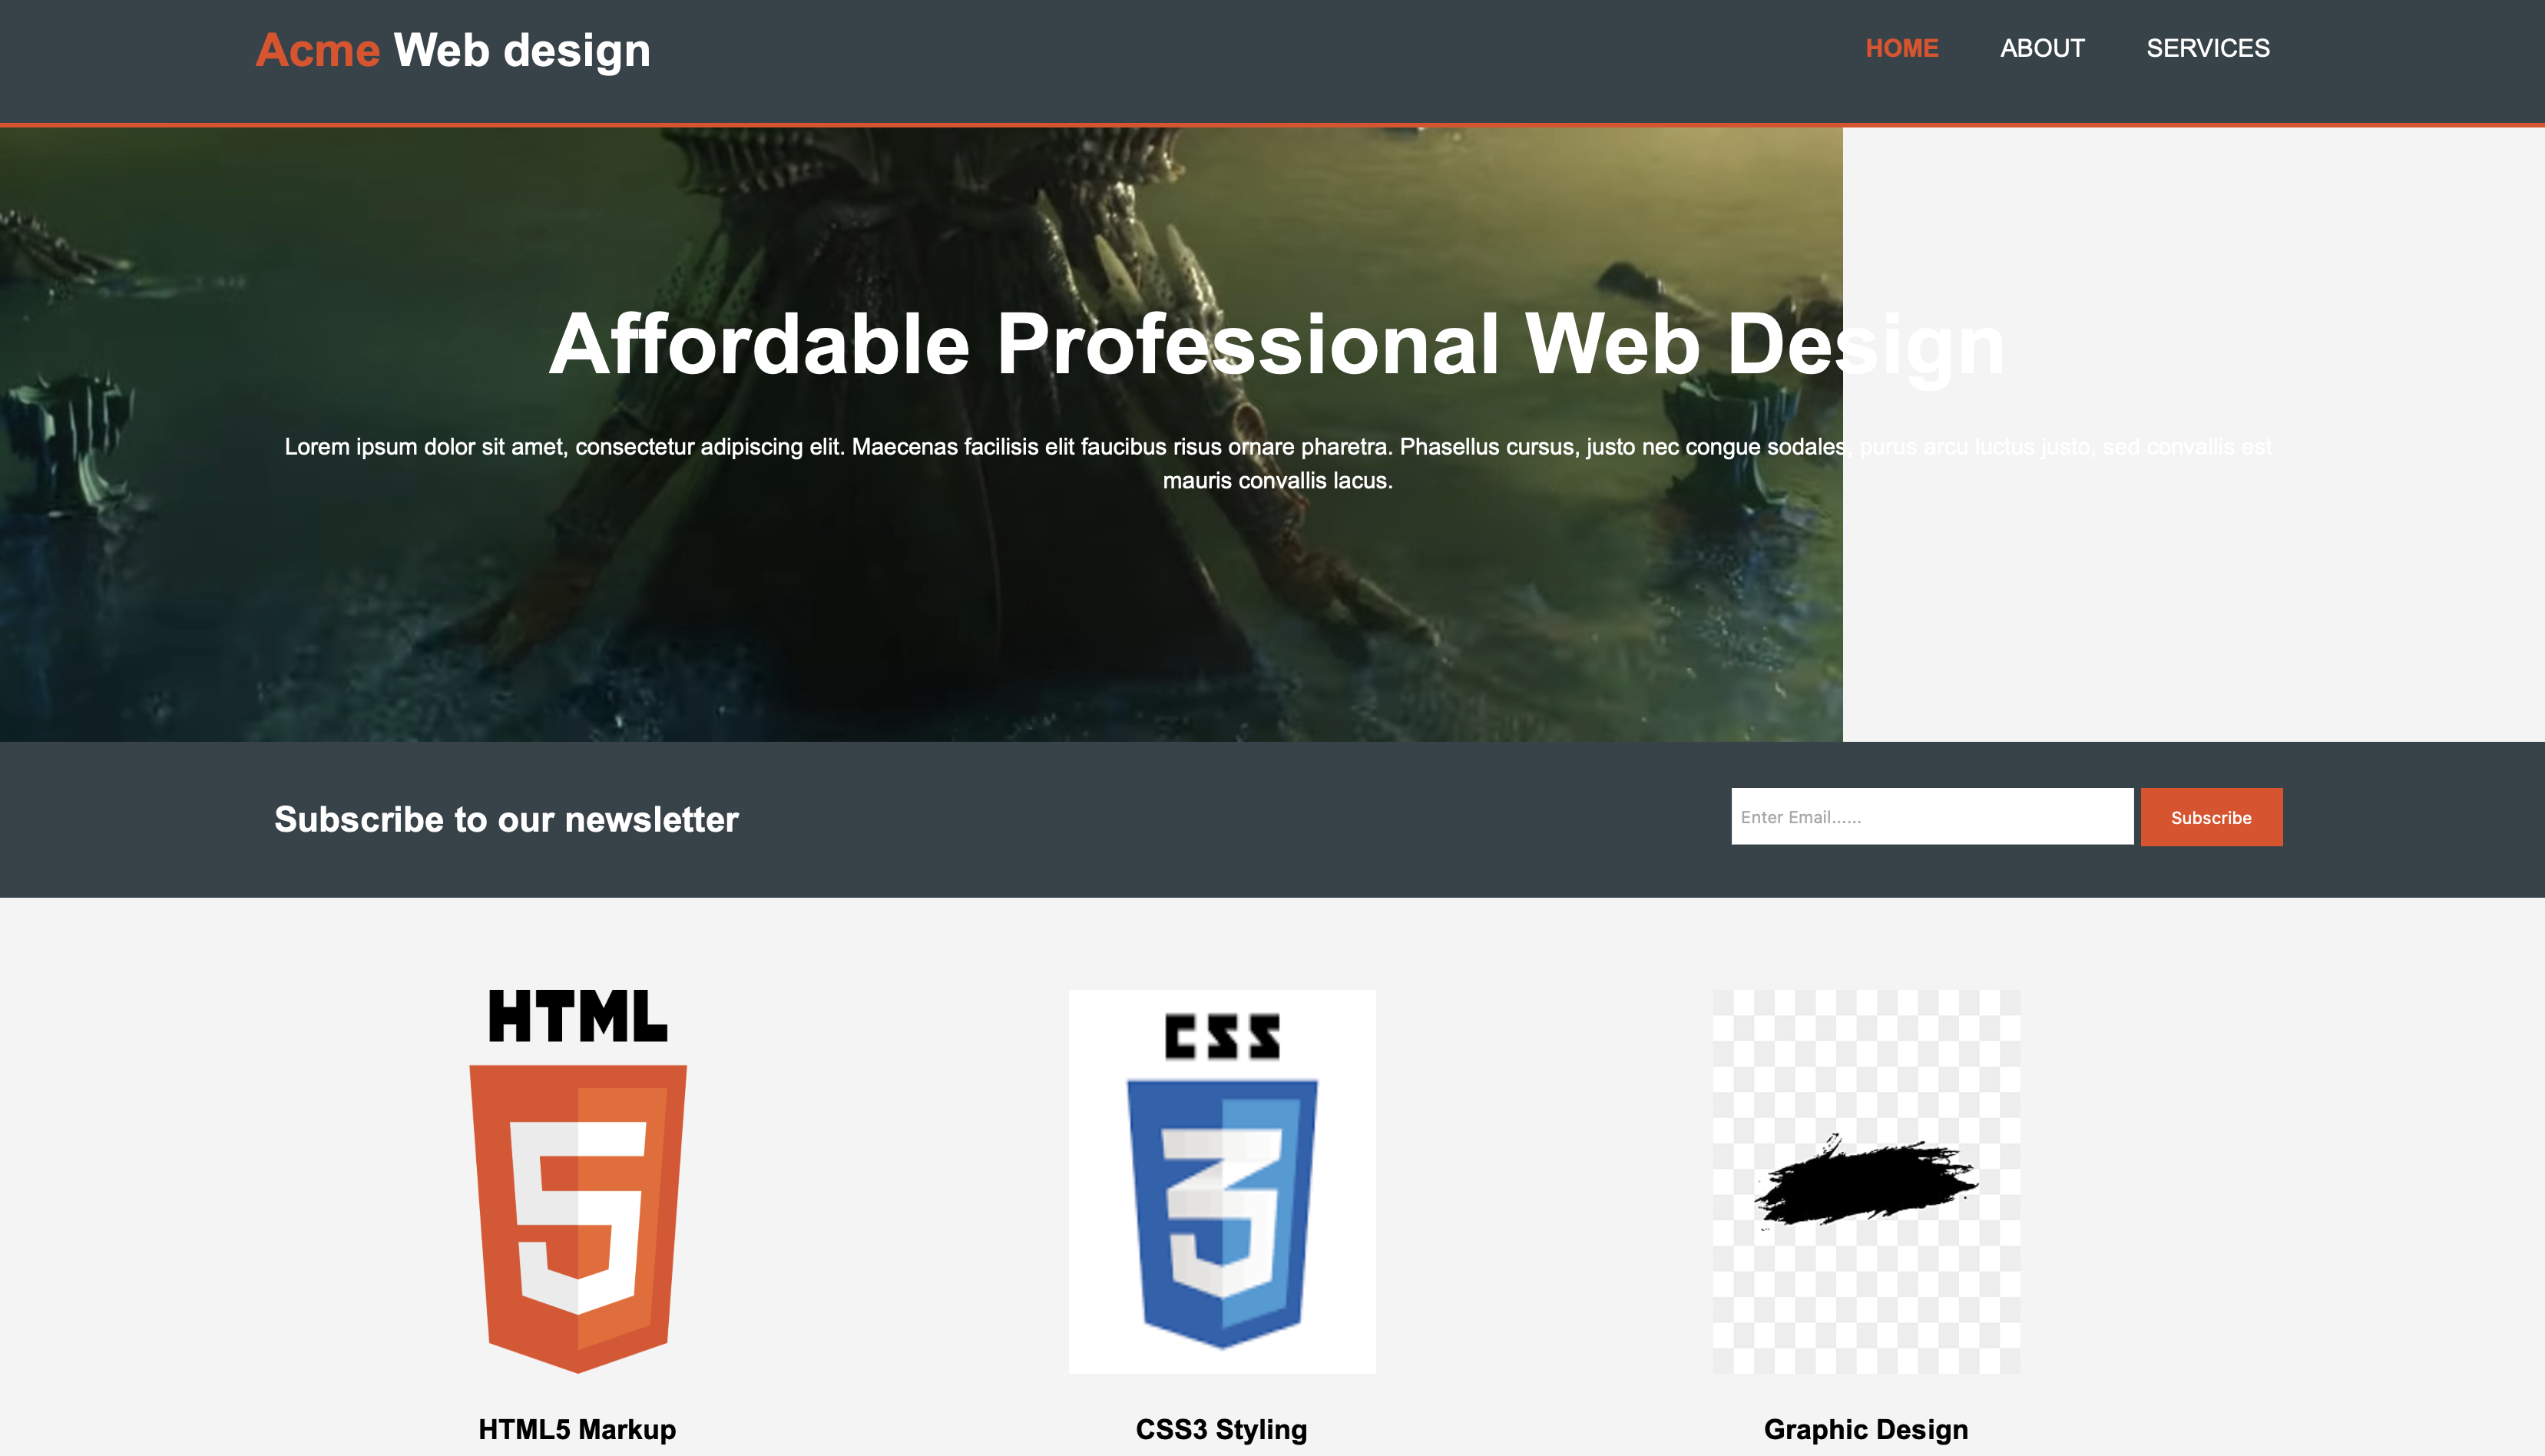 Acme Web design
HOME
ABOUT
SERVICES
Affordable Professional Web Design
Lorem ipsum dolor sit amet, consectetur adipiscing elit. Maecenas facilisis elit faucibus risus ornare pharetra. Phasellus cursus, justo nec congue sodales, purus arcu luctus justo, sed convallis est
mauris convallis lacus.
Subscribe to our newsletter
Enter Email......
Subscribe
HTML
5
CSS
3
HTML5 Markup
CSS3 Styling
Graphic Design